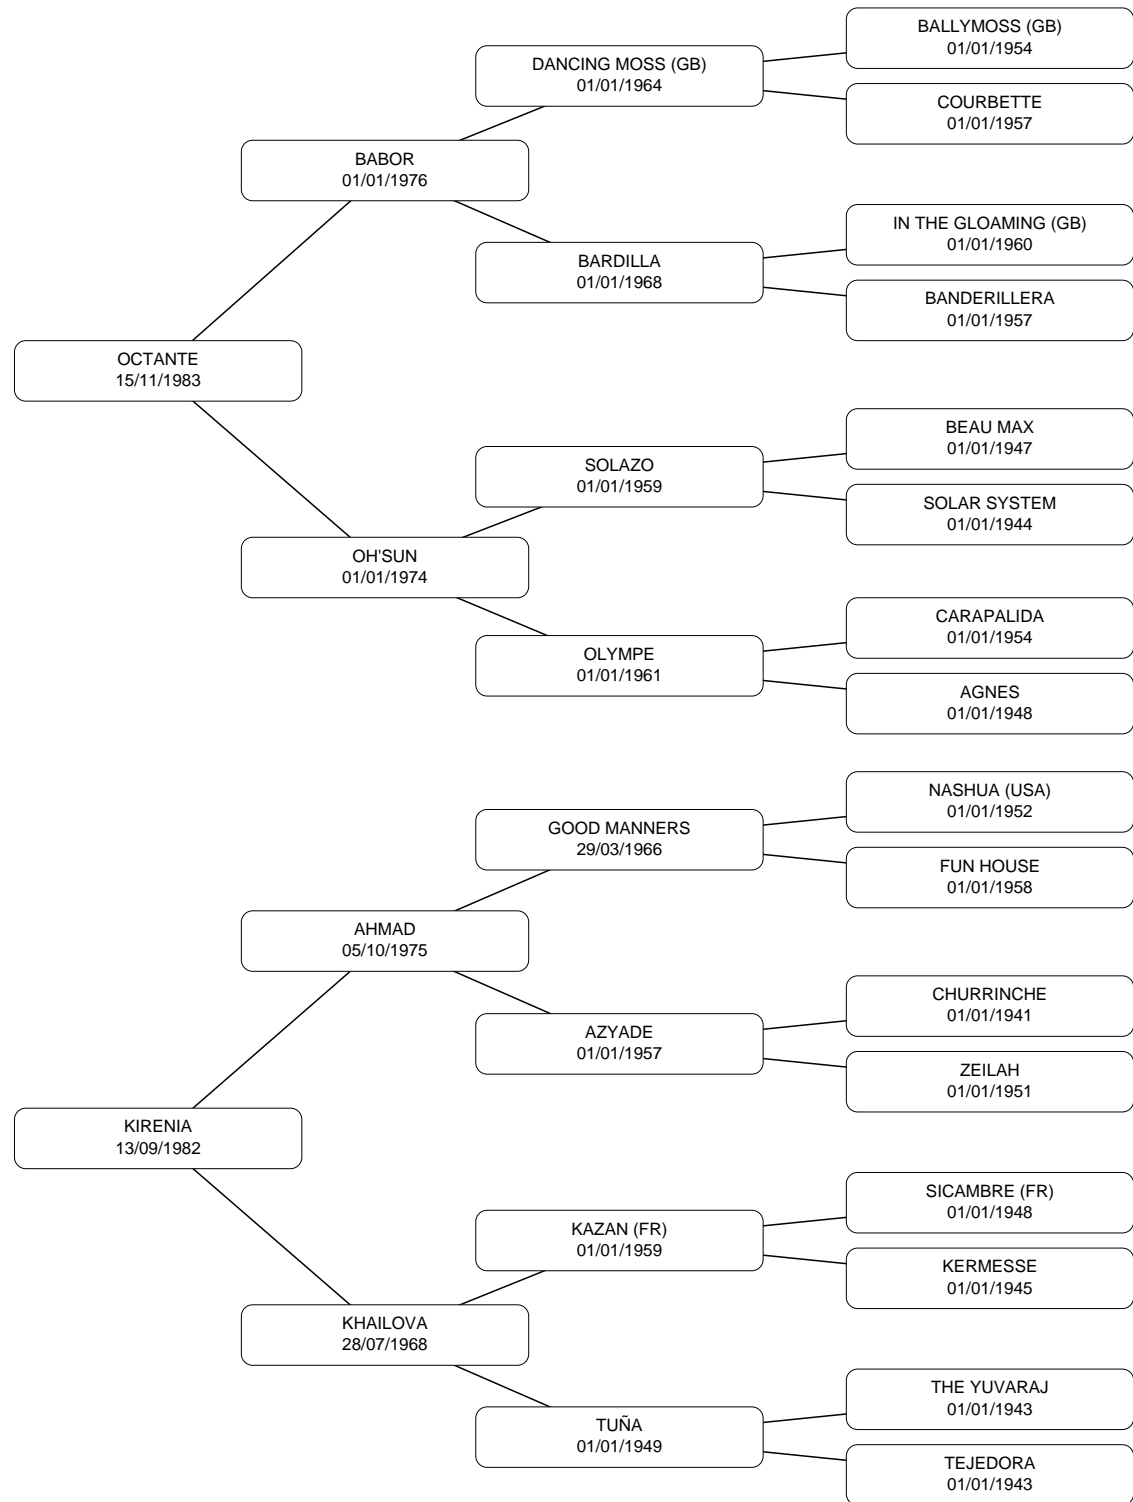 BALLYMOSS (GB)
01/01/1954
DANCING MOSS (GB)
01/01/1964
COURBETTE
01/01/1957
BABOR
01/01/1976
IN THE GLOAMING (GB)
01/01/1960
BARDILLA
01/01/1968
BANDERILLERA
01/01/1957
OCTANTE
15/11/1983
BEAU MAX
01/01/1947
SOLAZO
01/01/1959
SOLAR SYSTEM
01/01/1944
OH'SUN
01/01/1974
CARAPALIDA
01/01/1954
OLYMPE
01/01/1961
AGNES
01/01/1948
NASHUA (USA)
01/01/1952
GOOD MANNERS
29/03/1966
FUN HOUSE
01/01/1958
AHMAD
05/10/1975
CHURRINCHE
01/01/1941
AZYADE
01/01/1957
ZEILAH
01/01/1951
KIRENIA
13/09/1982
SICAMBRE (FR)
01/01/1948
KAZAN (FR)
01/01/1959
KERMESSE
01/01/1945
KHAILOVA
28/07/1968
THE YUVARAJ
01/01/1943
TUÑA
01/01/1949
TEJEDORA
01/01/1943